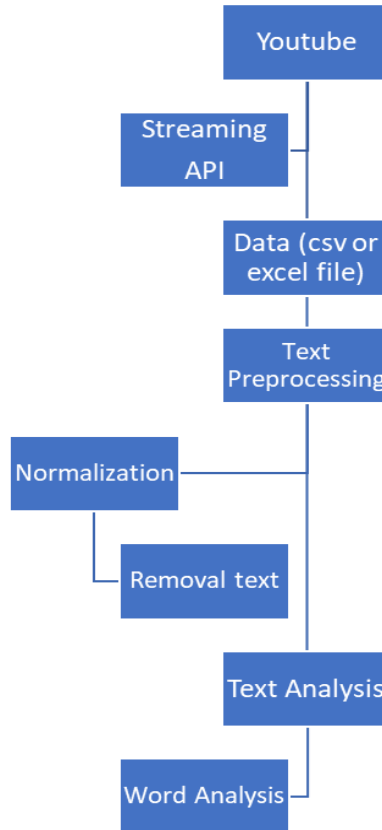 Youtube
Streaming
API
Data (csv or
excel file)
Text
Preprocessing
Normalization
Removal text
Text Analysis
Word Analysis